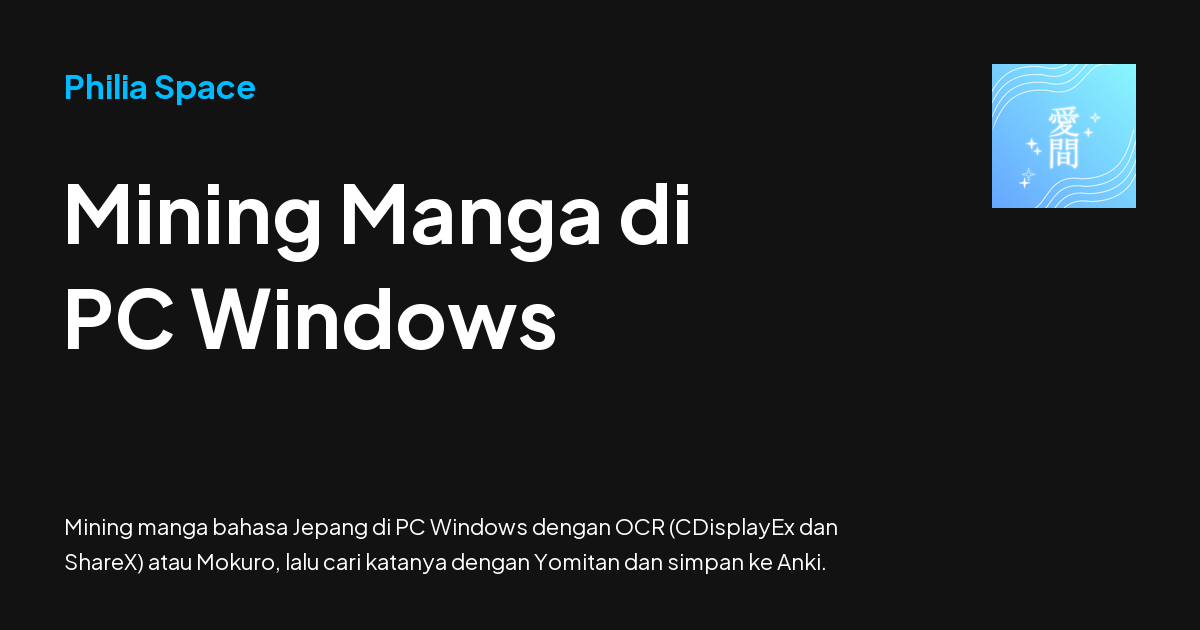 Philia Space
愛
間
Mining Manga di
PC Windows
Mining manga bahasa Jepang di PC Windows dengan OCR (CDisplayEx dan
ShareX) atau Mokuro, lalu cari katanya dengan Yomitan dan simpan ke Anki.